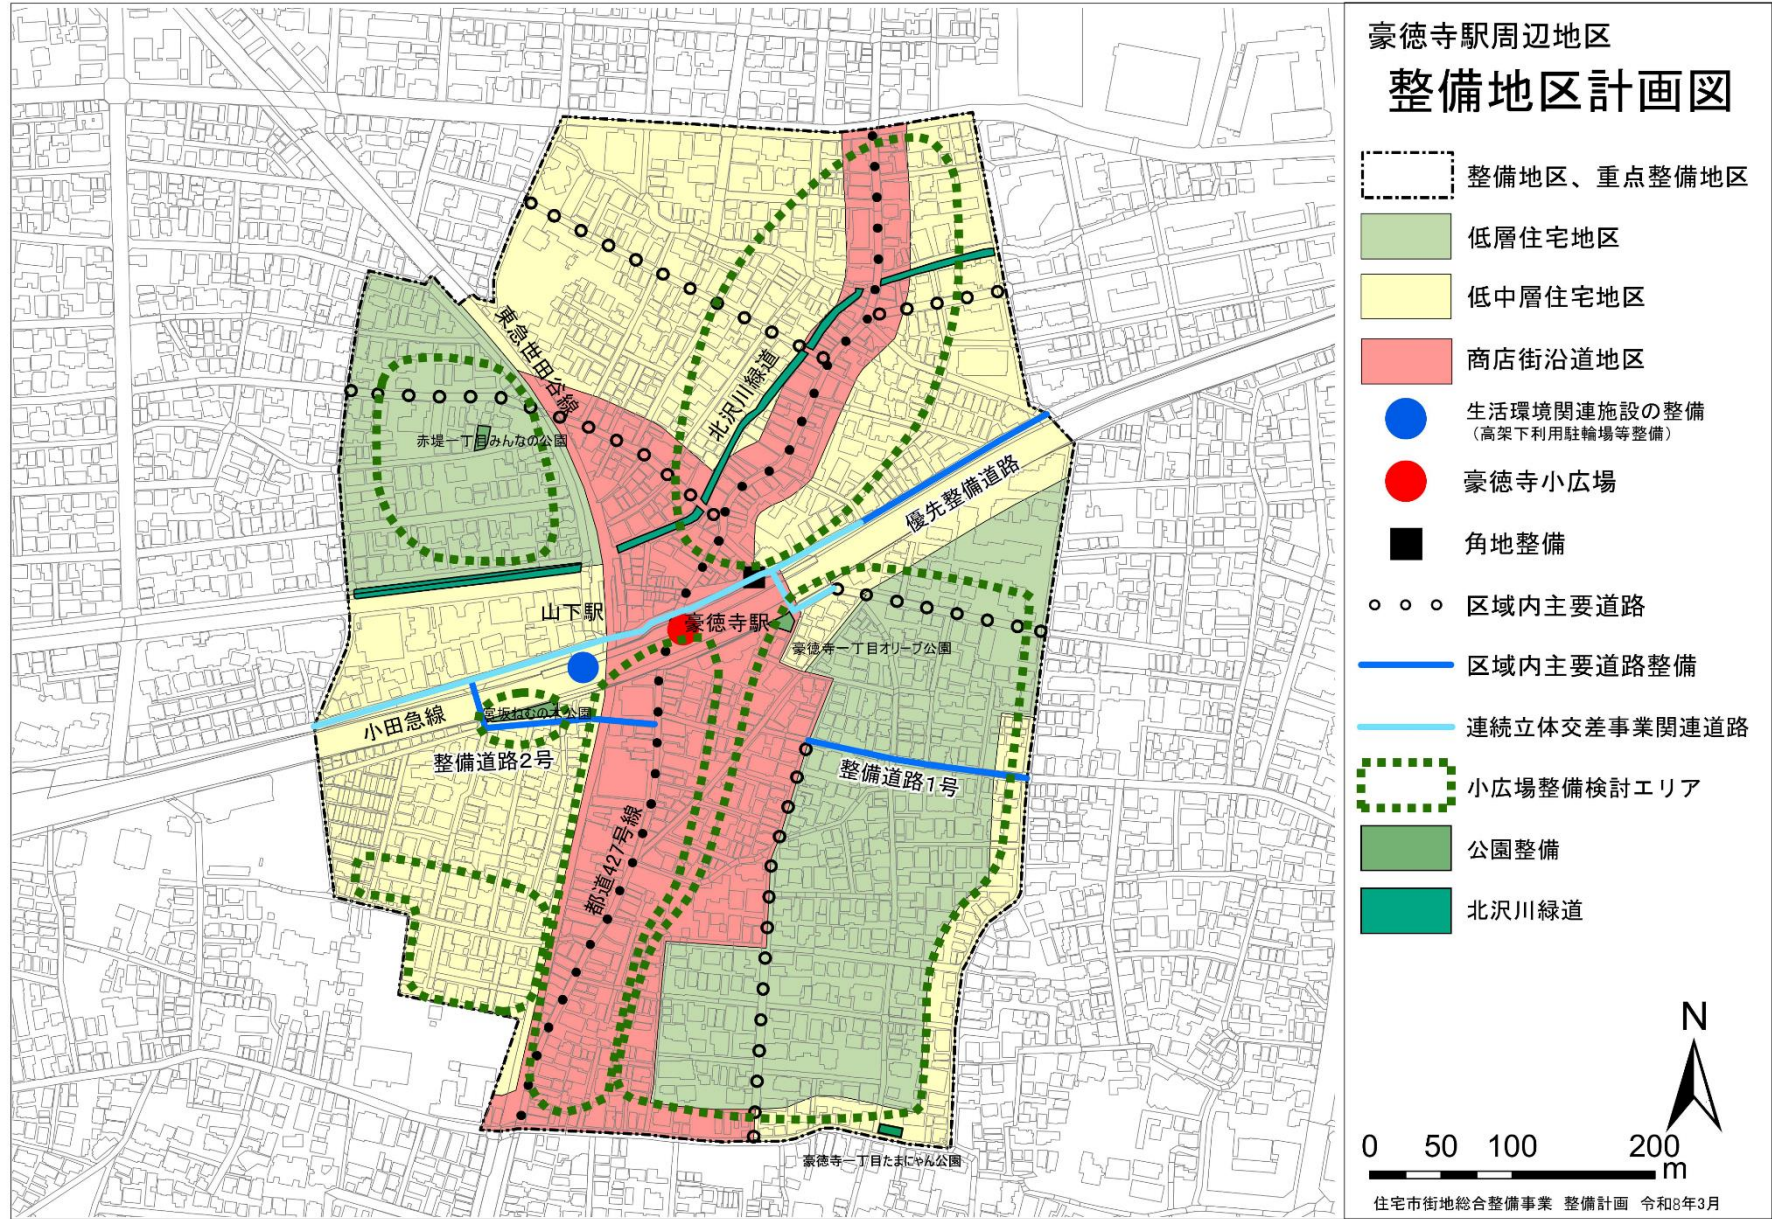 豪徳寺駅周辺地区
整備地区計画図
整備地区、重点整備地区
低層住宅地区
低中層住宅地区
商店街沿道地区
生活環境関連施設の整備
(高架下利用駐輪場等整備)
豪徳寺小広場
角地整備
区域内主要道路
区域内主要道路整備
連続立体交差事業関連道路
小広場整備検討エリア
公園整備
北沢川緑道
N
0 50 100 200
m
住宅市街地総合整備事業 整備計画 令和8年3月
東急世田谷線
北沢川緑道
赤堤一丁目みんなの公園
優先整備道路
山下駅
豪徳寺駅
豪徳寺一丁目オリーブ公園
小田急線
宮坂ねむの木公園
整備道路2号
整備道路1号
都道427号線
豪徳寺一丁目たまにゃん公園